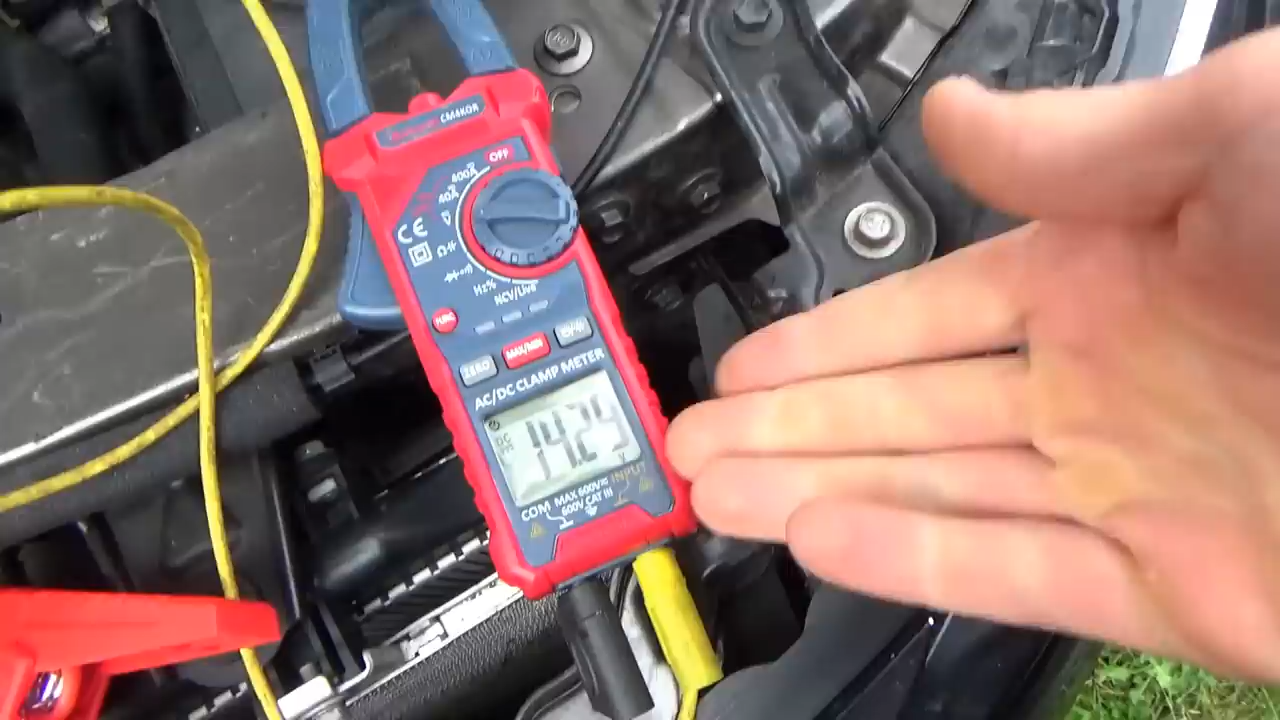 CM4K0R
OFF
400A
40A
CE
Ω
Hz%
NCV/Live
FUNC
ZERO
MAX/MIN
AC/DC CLAMP METER
DC
14.25
V
COM
MAX 600V
INPUT
600V CAT III